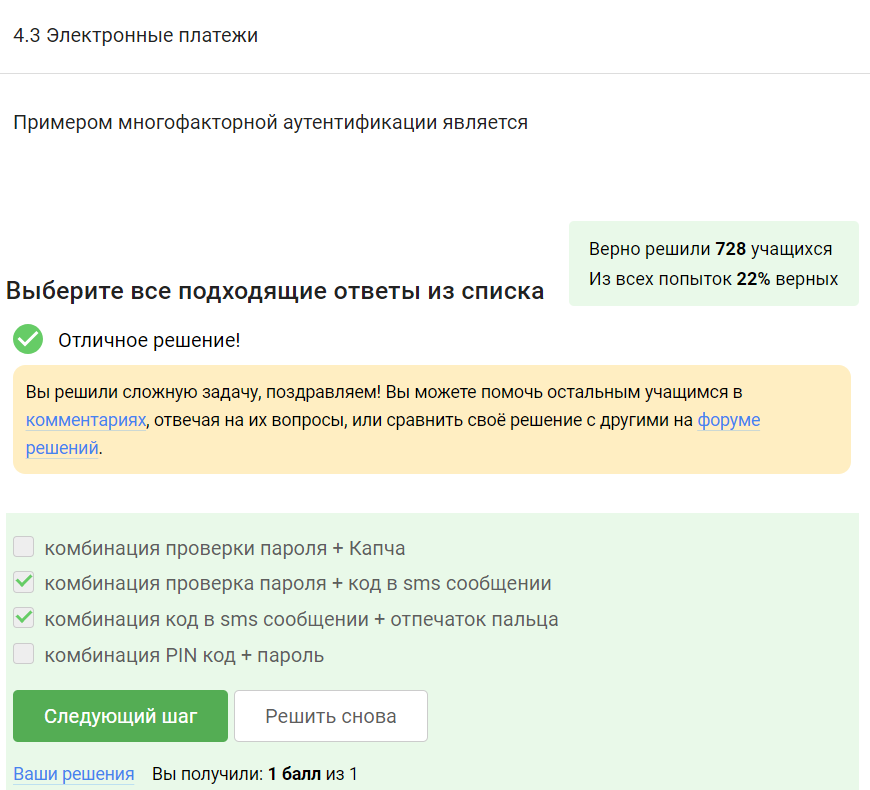 4.3 Электронные платежи
Примером многофакторной аутентификации является
Верно решили 728 учащихся
Из всех попыток 22% верных
Выберите все подходящие ответы из списка
Отличное решение!
Вы решили сложную задачу, поздравляем! Вы можете помочь остальным учащимся в
комментариях, отвечая на их вопросы, или сравнить своё решение с другими на форуме
решений.
комбинация проверки пароля + Капча
комбинация проверка пароля + код в sms сообщении
комбинация код в sms сообщении + отпечаток пальца
комбинация PIN код + пароль
Следующий шаг
Решить снова
Ваши решения Вы получили: 1 балл из 1